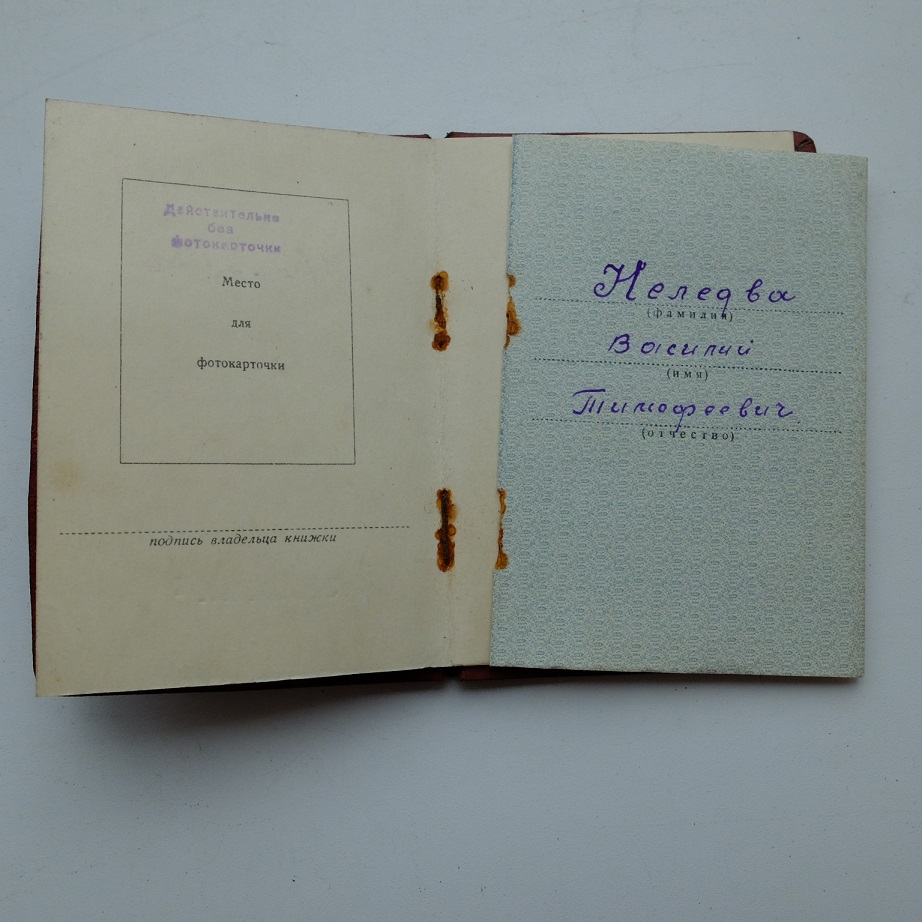 Действительно
без
фотокарточки
Место
для
фотокарточки
подпись владельца книжки
Неледва
(фамилия)
Василий
(имя)
Тимофеевич
(отчество)